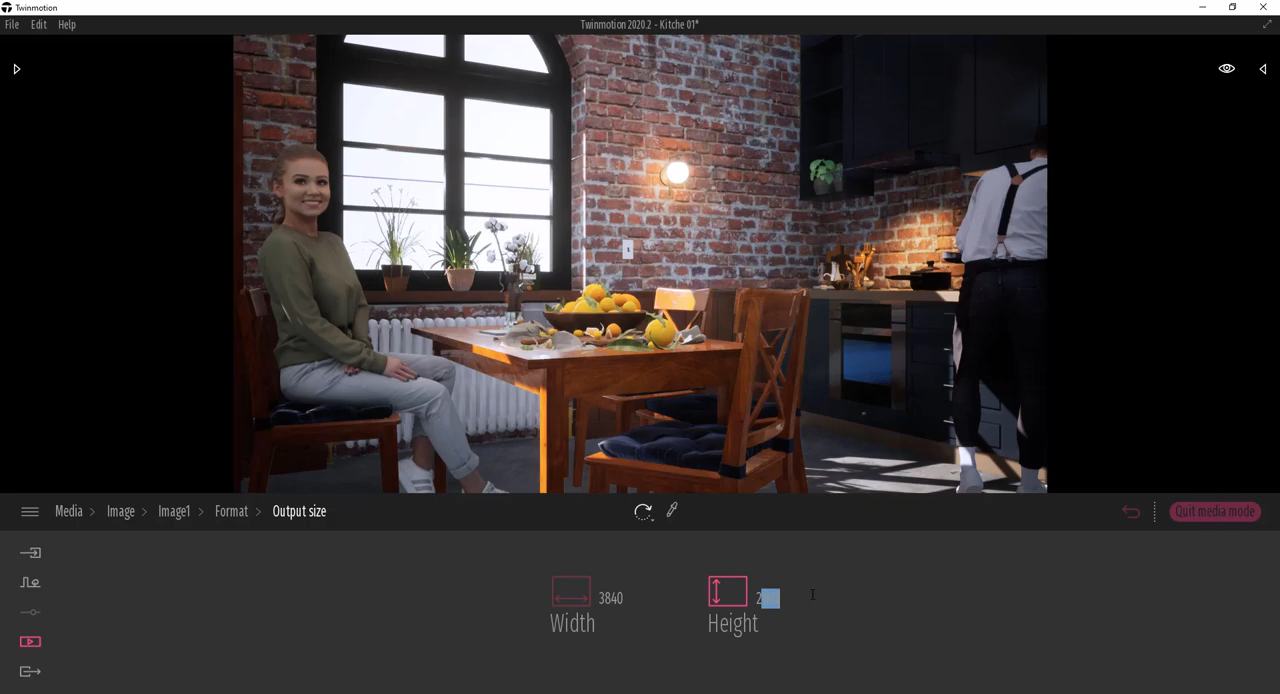 Twinmotion
File Edit Help
Twinmotion 2020.2 - Kitche 01*
Media > Image > Image1 > Format > Output size
Quit media mode
3840
Width Height